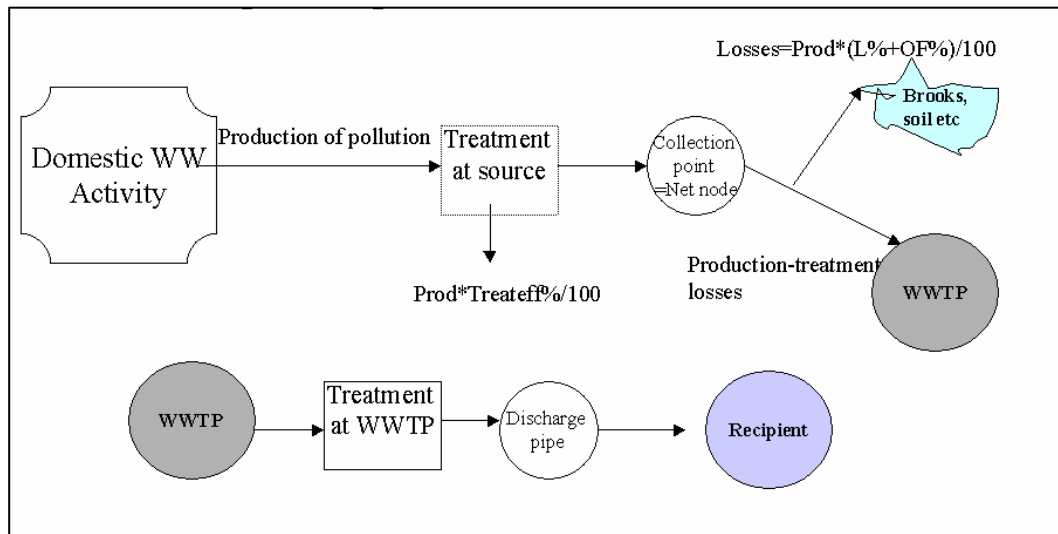 Losses=Prod*(L%+OF%)/100
Brooks,
soil etc
Domestic WW
Activity
Production of pollution
Treatment
at source
Collection
point
=Net node
Prod*Treateff%/100
Production-treatment
losses
WWTP
WWTP
Treatment
at WWTP
Discharge
pipe
Recipient